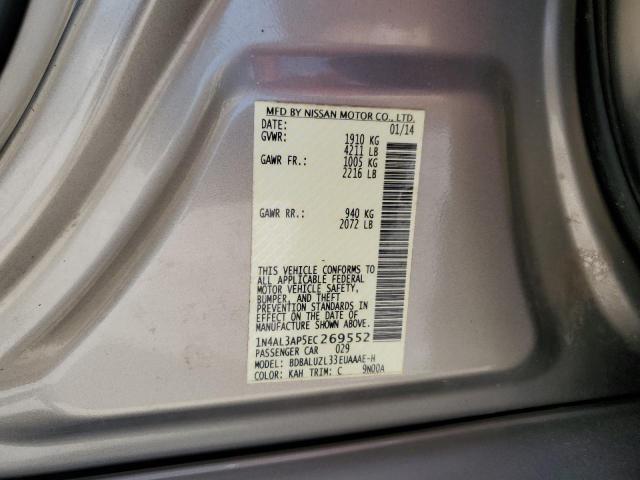 MFD BY NISSAN MOTOR CO., LTD.
DATE: 01/14
GVWR: 1910 KG
4211 LB
GAWR FR.: 1005 KG
2216 LB
GAWR RR.: 940 KG
2072 LB
THIS VEHICLE CONFORMS TO
ALL APPLICABLE FEDERAL
MOTOR VEHICLE SAFETY,
BUMPER, AND THEFT
PREVENTION STANDARDS IN
EFFECT ON THE DATE OF
MANUFACTURE SHOWN ABOVE.
1N4AL3AP5EC269552
PASSENGER CAR 029
MODEL: BDBALUZL33EUAAAE-H
COLOR: KAH TRIM: C 9N00A